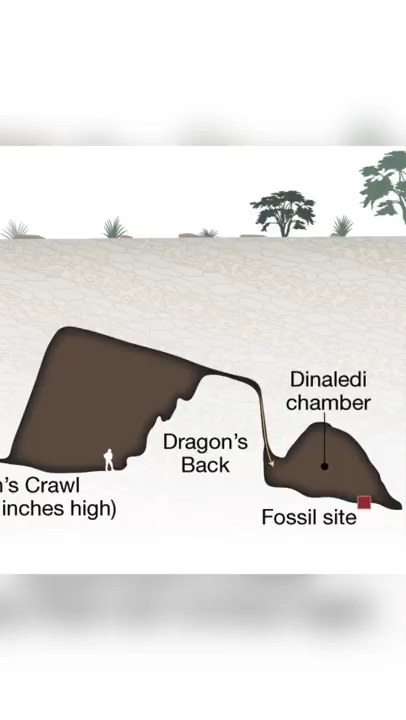 Dinaledi
chamber
Dragon's
Back
n's Crawl
inches high)
Fossil site